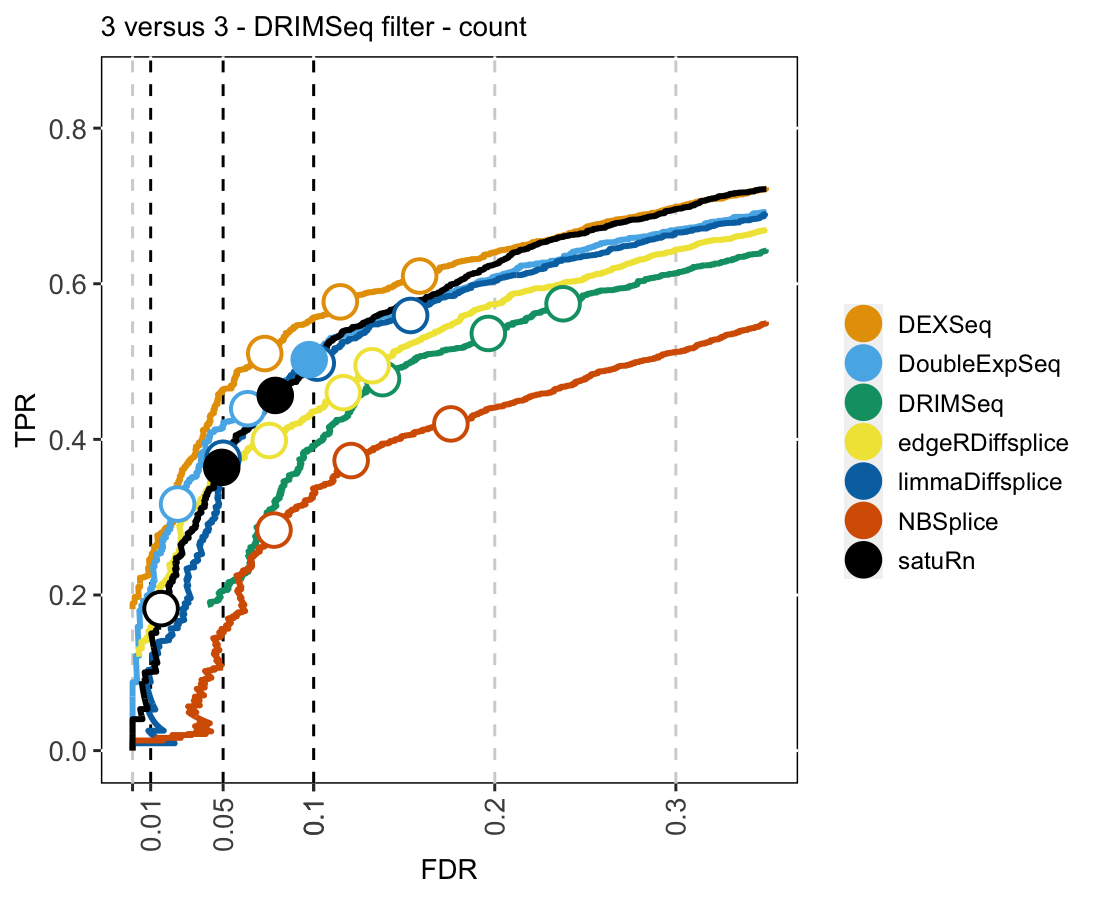 3 versus 3 - DRIMSeq filter - count
TPR
0.8
0.6
0.4
0.2
0.0
0.01
0.05
0.1
0.2
0.3
FDR
DEXSeq
DoubleExpSeq
DRIMSeq
edgeRDiffsplice
limmaDiffsplice
NBSplice
satuRn